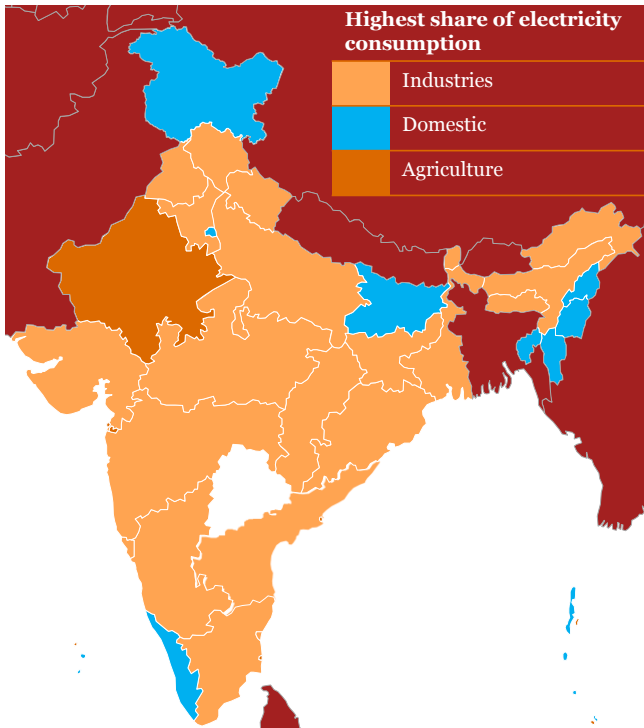 Highest share of electricity
consumption
Industries
Domestic
Agriculture